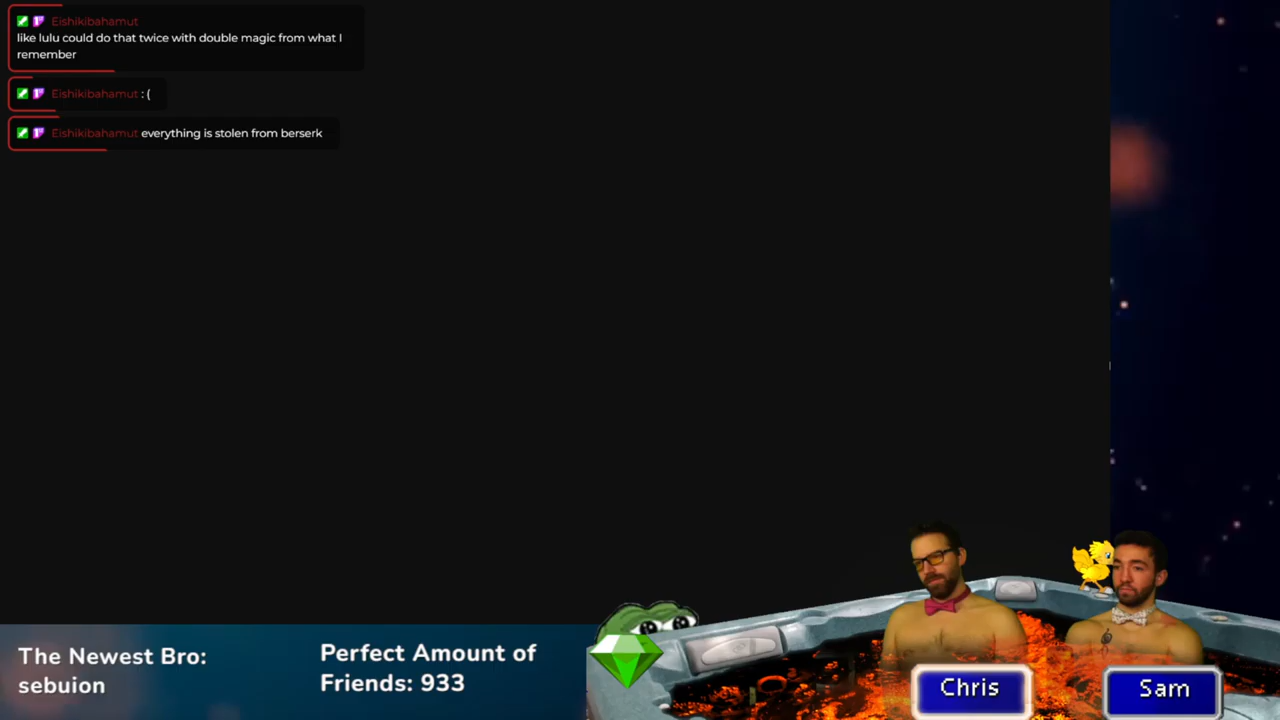 Eishikibahamut
like lulu could do that twice with double magic from what I
remember
Eishikibahamut : (
Eishikibahamut everything is stolen from berserk
The Newest Bro:
sebuion
Perfect Amount of
Friends: 933
Chris
Sam